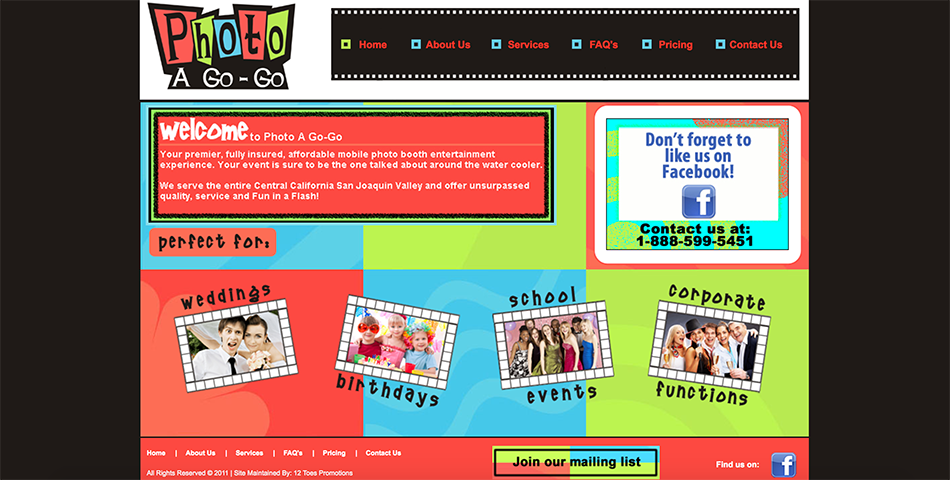 Photo
A Go-Go
Home
About Us
Services
FAQ's
Pricing
Contact Us
welcome to Photo A Go-Go
Your premier, fully insured, affordable mobile photo booth entertainment
experience. Your event is sure to be the one talked about around the water cooler.
We serve the entire Central California San Joaquin Valley and offer unsurpassed
quality, service and Fun in a Flash!
Don't forget to
like us on
Facebook!
f
Contact us at:
1-888-599-5451
perfect for:
weddings
birthdays
school
events
corporate
functions
Home | About Us | Services | FAQ's | Pricing | Contact Us
All Rights Reserved © 2011 | Site Maintained By: 12 Toes Promotions
Join our mailing list
Find us on:
f